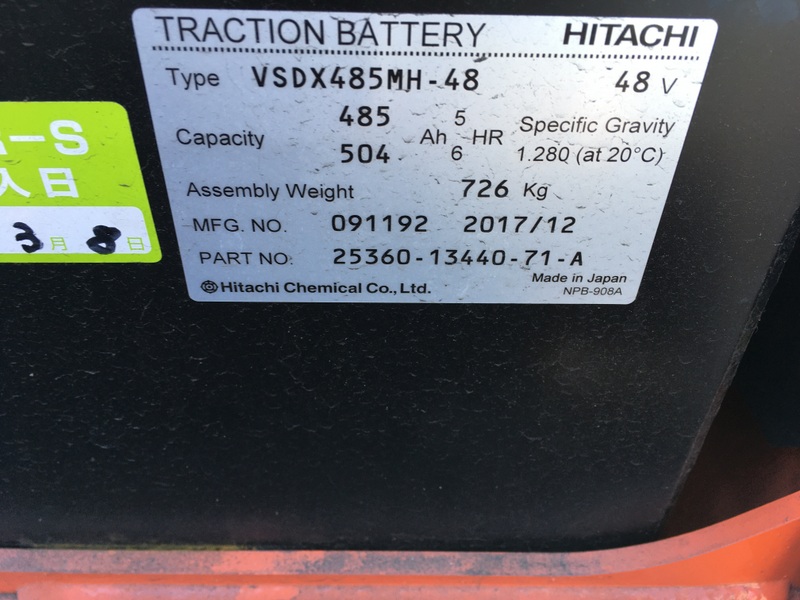 TRACTION BATTERY HITACHI
Type VSDX485MH-48 48 V
Capacity 485 504 Ah 5 6 HR Specific Gravity 1.280 (at 20°C)
Assembly Weight 726 Kg
MFG. NO. 091192 2017/12
PART NO. 25360-13440-71-A
Hitachi Chemical Co., Ltd. Made in Japan
NPB-908A
-S
入日
3月8日